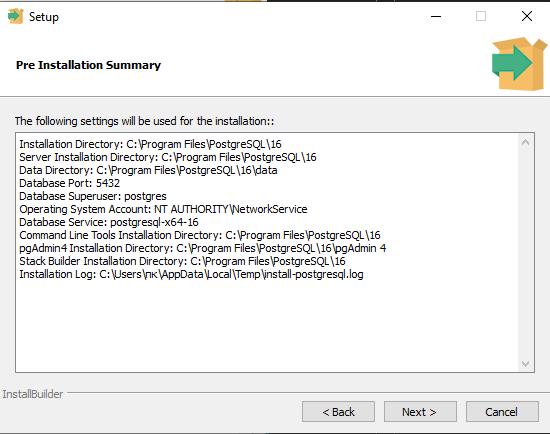 Setup
Pre Installation Summary
The following settings will be used for the installation::
Installation Directory: C:\Program Files\PostgreSQL\16
Server Installation Directory: C:\Program Files\PostgreSQL\16
Data Directory: C:\Program Files\PostgreSQL\16\data
Database Port: 5432
Database Superuser: postgres
Operating System Account: NT AUTHORITY\NetworkService
Database Service: postgresql-x64-16
Command Line Tools Installation Directory: C:\Program Files\PostgreSQL\16
pgAdmin4 Installation Directory: C:\Program Files\PostgreSQL\16\pgAdmin 4
Stack Builder Installation Directory: C:\Program Files\PostgreSQL\16
Installation Log: C:\Users\пк\AppData\Local\Temp\install-postgresql.log
InstallBuilder
< Back
Next >
Cancel